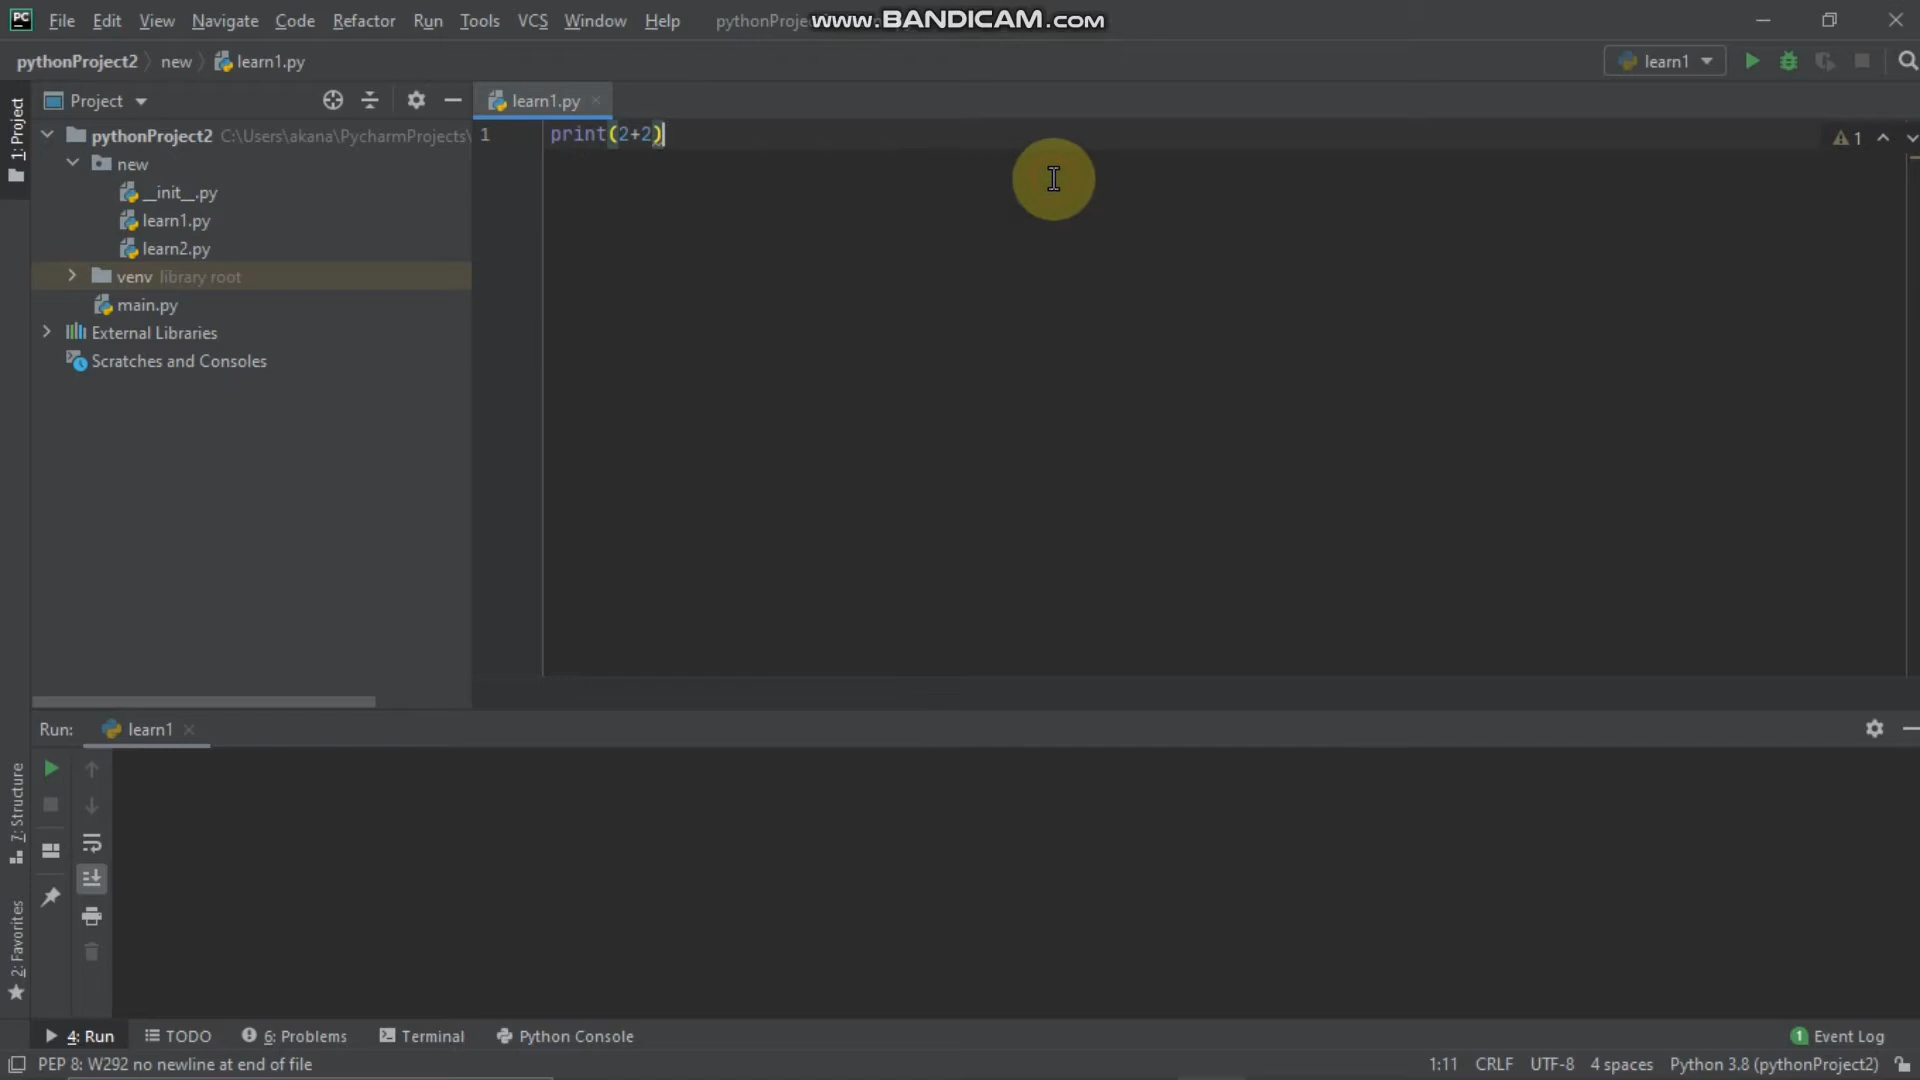 PC File Edit View Navigate Code Refactor Run Tools VCS Window Help
www.BANDICAM.com
pythonProject2 new learn1.py learn1
1: Project
Project
learn1.py
pythonProject2 C:\Users\akana\PycharmProjects\
1 print(2+2)
1
new
__init__.py
learn1.py
learn2.py
venv library root
main.py
External Libraries
Scratches and Consoles
Run: learn1
7: Structure
2: Favorites
4: Run TODO 6: Problems Terminal Python Console 1 Event Log
PEP 8: W292 no newline at end of file 1:11 CRLF UTF-8 4 spaces Python 3.8 (pythonProject2)